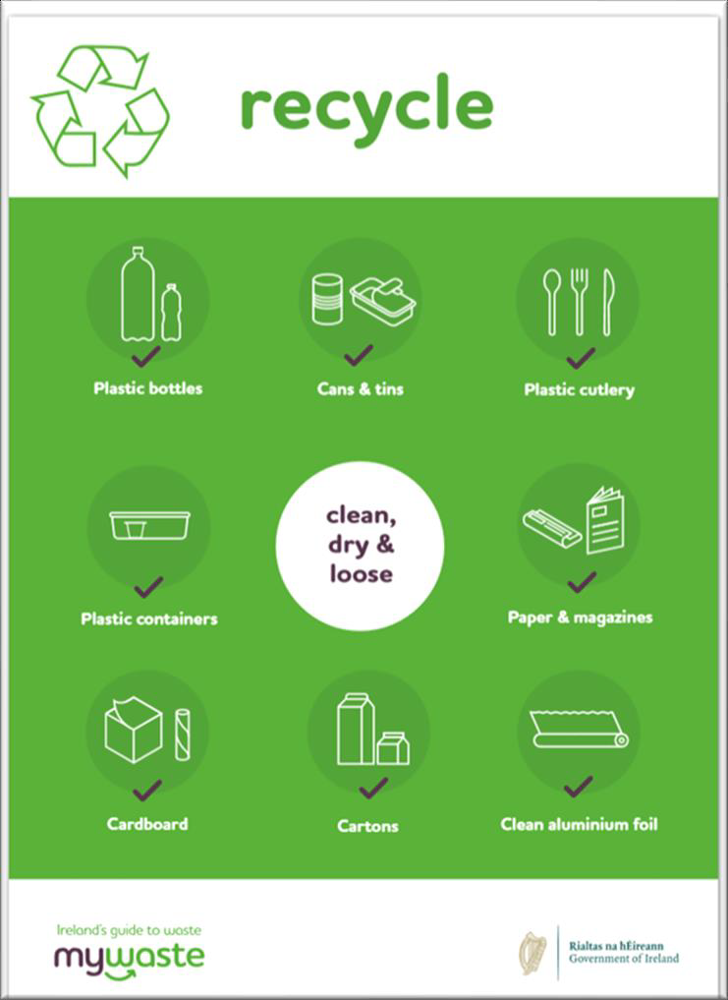 recycle
Plastic bottles
Cans & tins
Plastic cutlery
Plastic containers
clean,
dry &
loose
Paper & magazines
Cardboard
Cartons
Clean aluminium foil
Ireland's guide to waste
mywaste
Rialtas na hÉireann
Government of Ireland